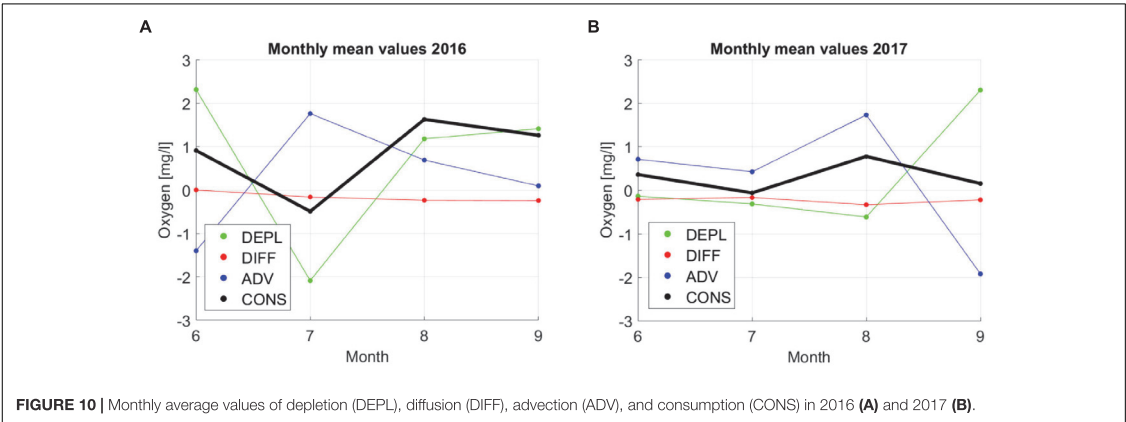 A
Monthly mean values 2016
3
2
1
0
-1
-2
-3
Oxygen [mg/l]
DEPL
DIFF
ADV
CONS
6
7
8
9
Month
B
Monthly mean values 2017
3
2
1
0
-1
-2
-3
Oxygen [mg/l]
DEPL
DIFF
ADV
CONS
6
7
8
9
Month
FIGURE 10 | Monthly average values of depletion (DEPL), diffusion (DIFF), advection (ADV), and consumption (CONS) in 2016 (A) and 2017 (B).